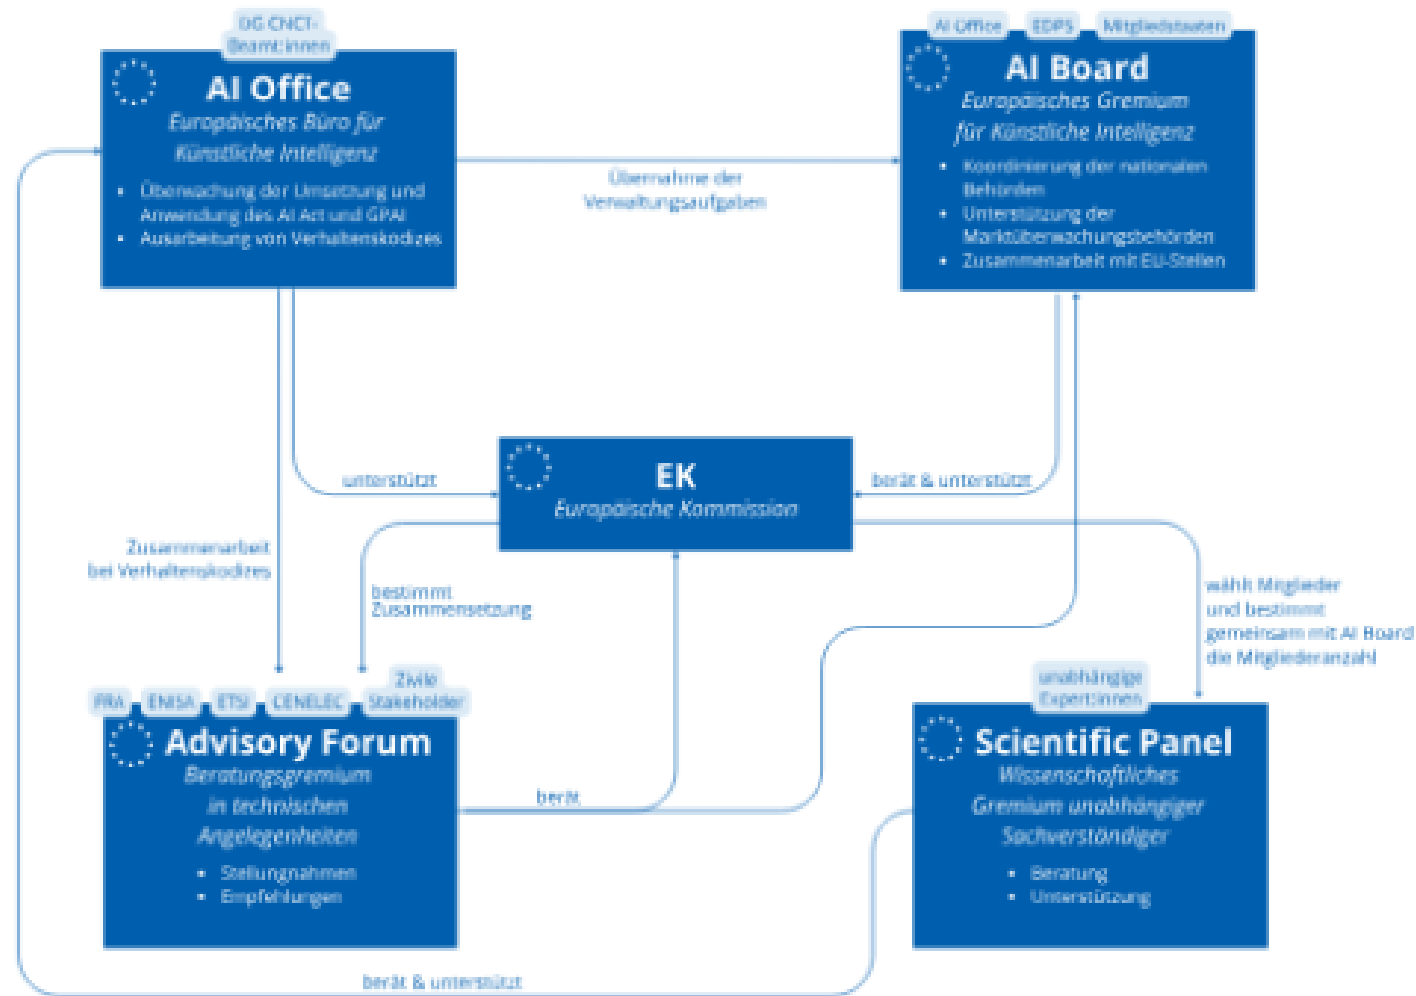 DG CNCT-
Beamt:innen
AI Office
Europäisches Büro für
Künstliche Intelligenz
• Überwachung der Umsetzung und
Anwendung des AI Act und GPAI
• Ausarbeitung von Verhaltenskodizes
Übernahme der
Verwaltungsaufgaben
AI Office
EDPS
Mitgliedstaaten
AI Board
Europäisches Gremium
für Künstliche Intelligenz
• Koordinierung der nationalen
Behörden
• Unterstützung der
Marktüberwachungsbehörden
• Zusammenarbeit mit EU-Stellen
unterstützt
EK
Europäische Kommission
berät & unterstützt
Zusammenarbeit
bei Verhaltenskodizes
bestimmt
Zusammensetzung
wählt Mitglieder
und bestimmt
gemeinsam mit AI Board
die Mitgliederanzahl
FRA
ENISA
ETSI
CENELEC
Zivile
Stakeholder
Advisory Forum
Beratungsgremium
in technischen
Angelegenheiten
• Stellungnahmen
• Empfehlungen
berät
unabhängige
Expert:innen
Scientific Panel
Wissenschaftliches
Gremium unabhängiger
Sachverständiger
• Beratung
• Unterstützung
berät & unterstützt